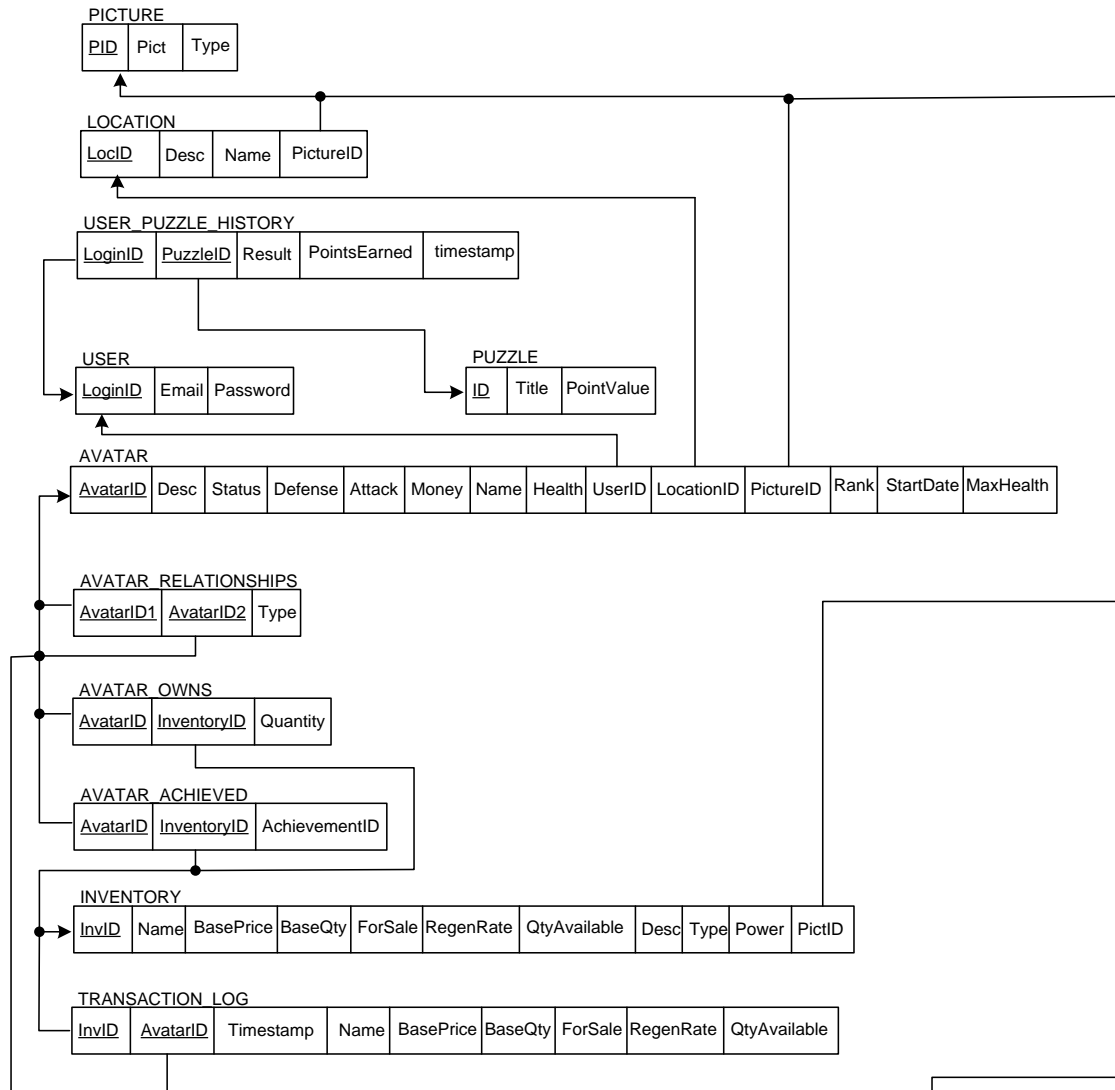 PICTURE
PID Pict Type
LOCATION
LocID Desc Name PictureID
USER_PUZZLE_HISTORY
LoginID PuzzleID Result PointsEarned timestamp
USER
LoginID Email Password
PUZZLE
ID Title PointValue
AVATAR
AvatarID Desc Status Defense Attack Money Name Health UserID LocationID PictureID Rank StartDate MaxHealth
AVATAR_RELATIONSHIPS
AvatarID1 AvatarID2 Type
AVATAR_OWNS
AvatarID InventoryID Quantity
AVATAR_ACHIEVED
AvatarID InventoryID AchievementID
INVENTORY
InvID Name BasePrice BaseQty ForSale RegenRate QtyAvailable Desc Type Power PictID
TRANSACTION_LOG
InvID AvatarID Timestamp Name BasePrice BaseQty ForSale RegenRate QtyAvailable